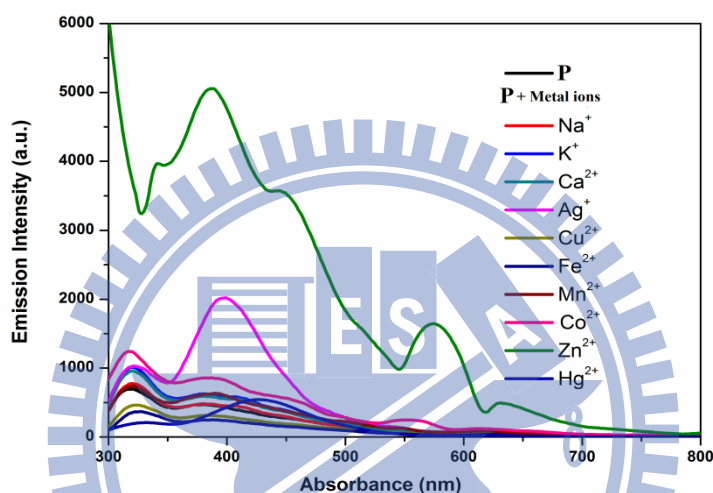 6000
5000
4000
3000
2000
1000
0
Emission Intensity (a.u.)
300 400 500 600 700 800
Absorbance (nm)
P
P + Metal ions
Na⁺
K⁺
Ca²⁺
Ag⁺
Cu²⁺
Fe²⁺
Mn²⁺
Co²⁺
Zn²⁺
Hg²⁺
E S A
8